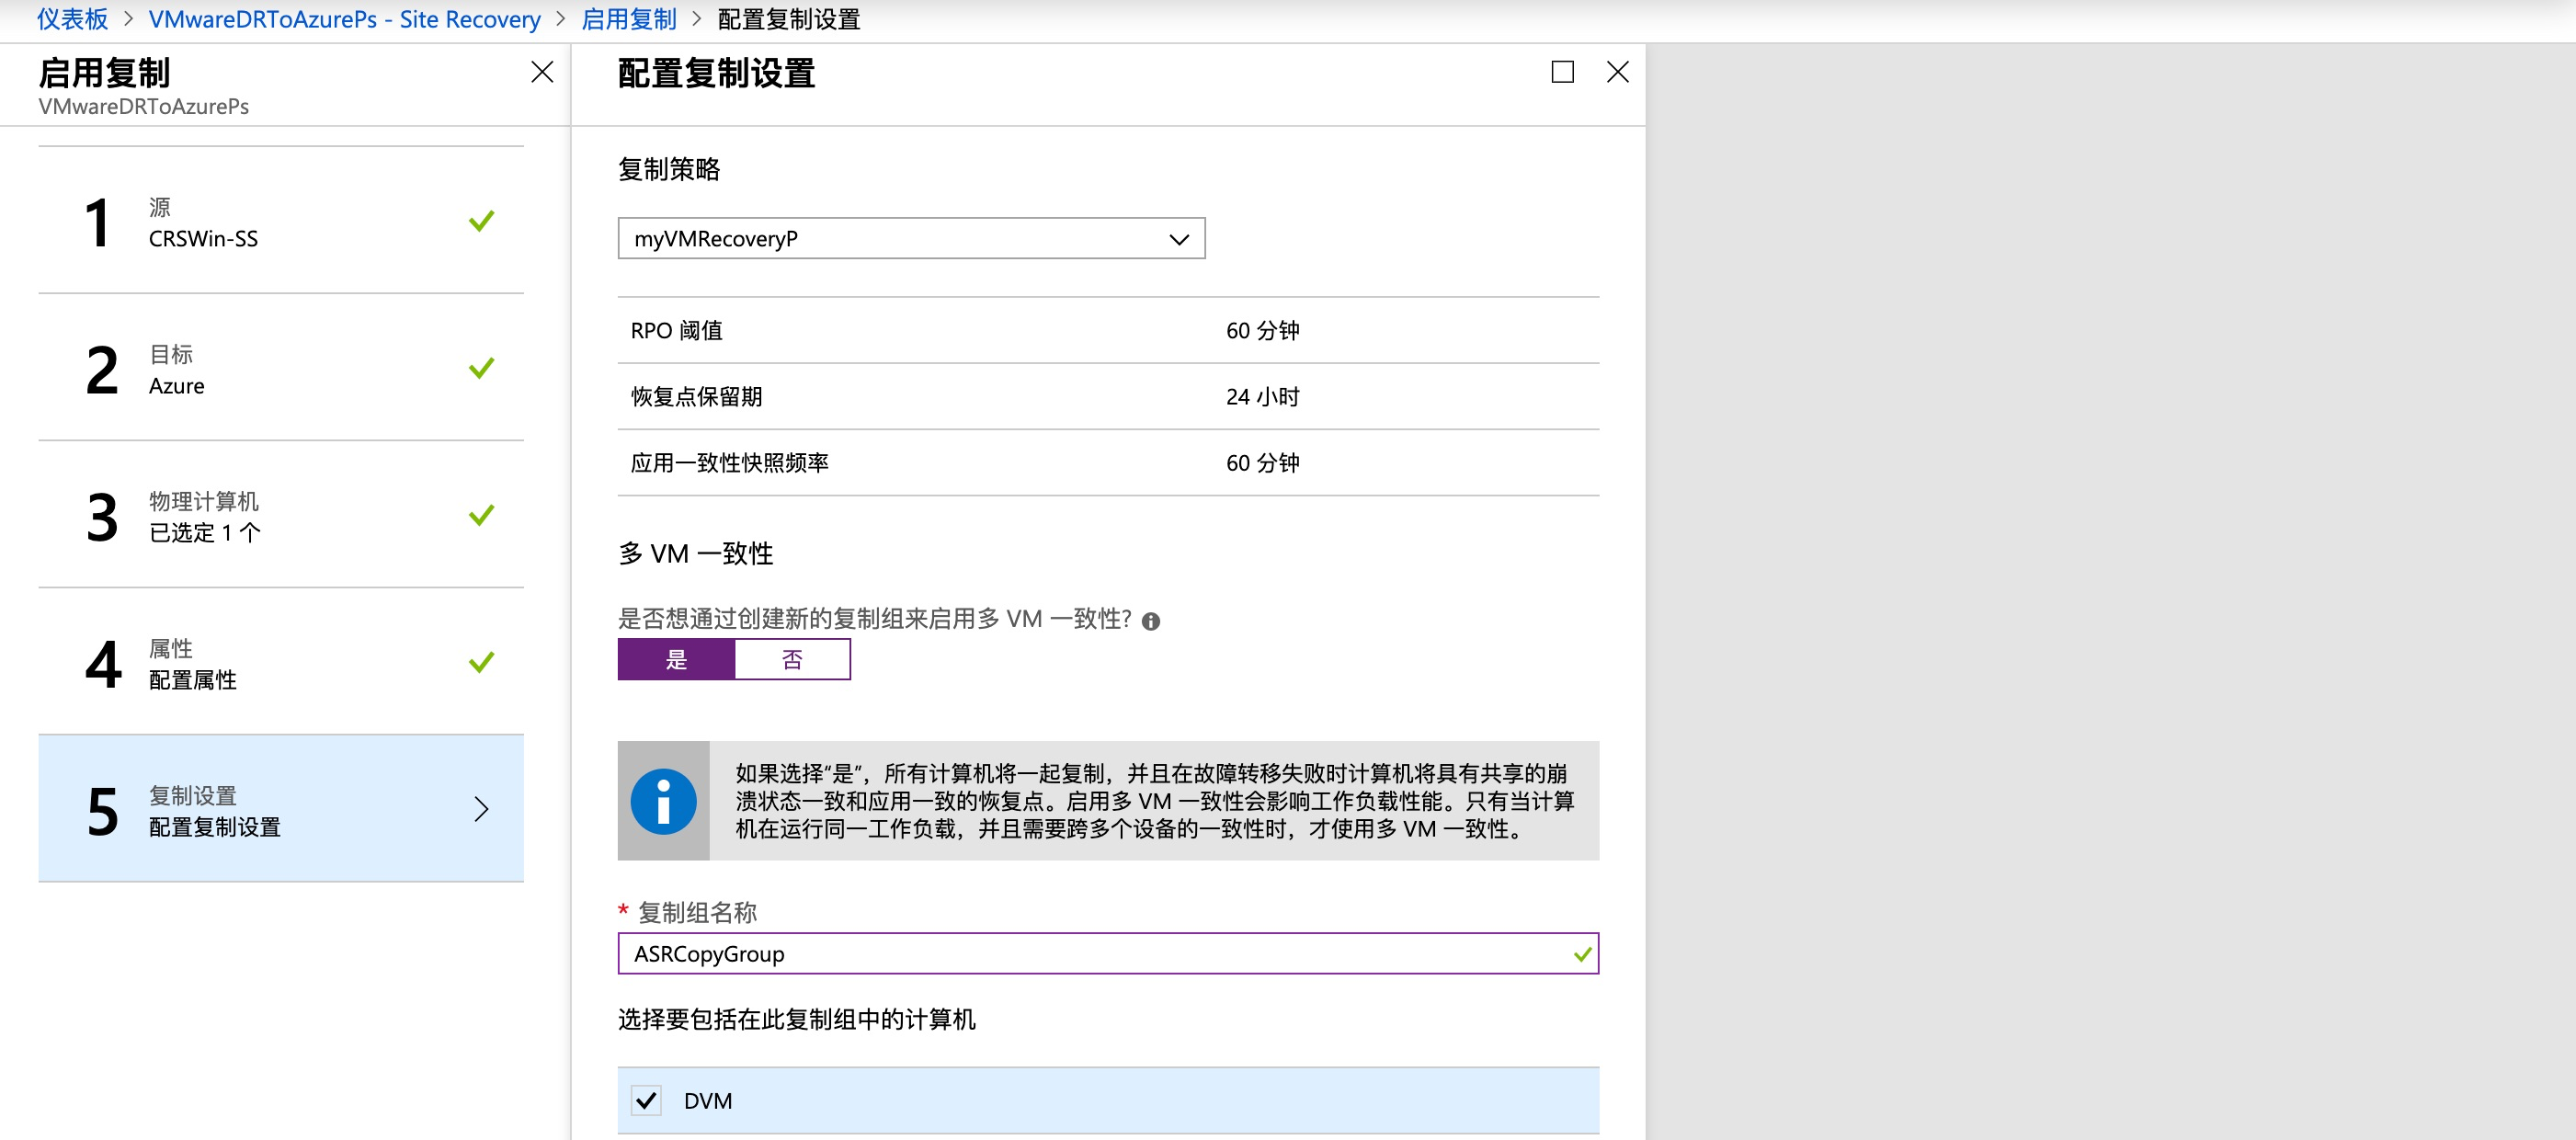 仪表板 > VMwareDRToAzurePs - Site Recovery > 启用复制 > 配置复制设置
启用复制
VMwareDRToAzurePs
1
源
CRSWin-SS
2
目标
Azure
3
物理计算机
已选定 1 个
4
属性
配置属性
5
复制设置
配置复制设置
配置复制设置
复制策略
myVMRecoveryP
RPO 阈值 60 分钟
恢复点保留期 24 小时
应用一致性快照频率 60 分钟
多 VM 一致性
是否想通过创建新的复制组来启用多 VM 一致性?
是 否
如果选择“是”，所有计算机将一起复制，并且在故障转移失败时计算机将具有共享的崩
溃状态一致和应用一致的恢复点。启用多 VM 一致性会影响工作负载性能。只有当计算
机在运行同一工作负载，并且需要跨多个设备的一致性时，才使用多 VM 一致性。
* 复制组名称
ASRCopyGroup
选择要包括在此复制组中的计算机
DVM